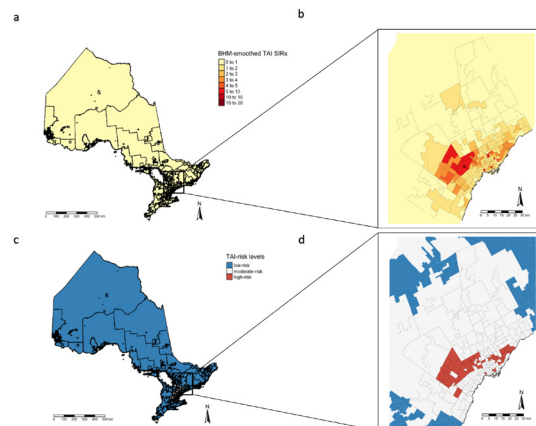 a
b
BHM-smoothed TAI SIRs
0 to 1
1 to 2
2 to 3
3 to 4
4 to 5
5 to 10
10 to 15
15 to 20
N
N
c
d
TAI-risk levels
low-risk
moderate-risk
high-risk
N
N